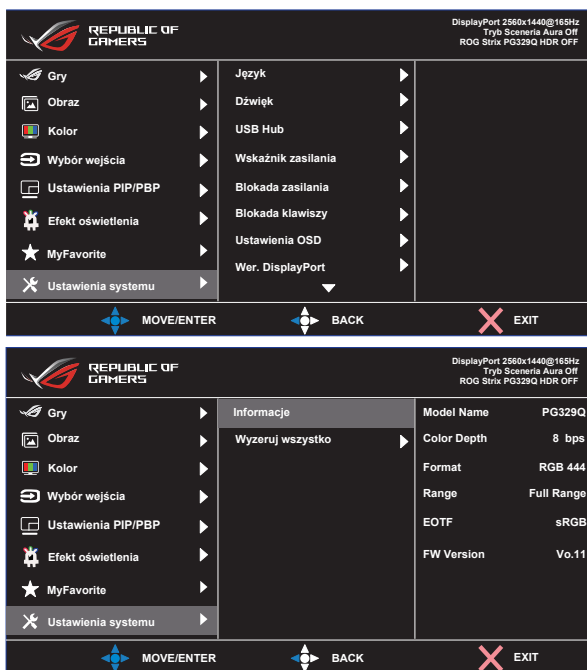 REPUBLIC OF
GAMERS
DisplayPort 2560x1440@165Hz
Tryb Sceneria Aura Off
ROG Strix PG329Q HDR OFF
Gry
Obraz
Kolor
Wybór wejścia
Ustawienia PIP/PBP
Efekt oświetlenia
MyFavorite
Ustawienia systemu
Język
Dźwięk
USB Hub
Wskaźnik zasilania
Blokada zasilania
Blokada klawiszy
Ustawienia OSD
Wer. DisplayPort
MOVE/ENTER
BACK
EXIT
REPUBLIC OF
GAMERS
DisplayPort 2560x1440@165Hz
Tryb Sceneria Aura Off
ROG Strix PG329Q HDR OFF
Gry
Obraz
Kolor
Wybór wejścia
Ustawienia PIP/PBP
Efekt oświetlenia
MyFavorite
Ustawienia systemu
Informacje
Wyzeruj wszystko
Model Name PG329Q
Color Depth 8 bps
Format RGB 444
Range Full Range
EOTF sRGB
FW Version Vo.11
MOVE/ENTER
BACK
EXIT